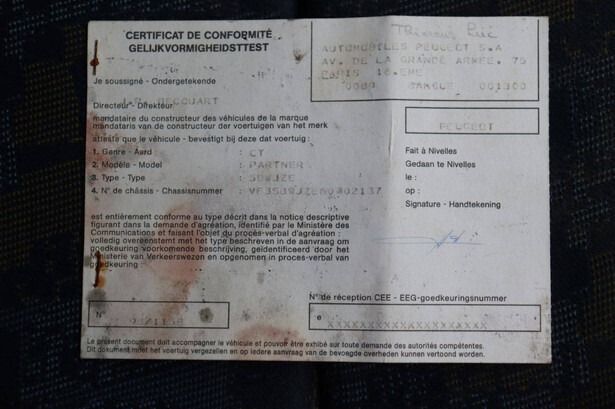 CERTIFICAT DE CONFORMITÉ
GELIJKVORMIGHEIDSTTEST
AUTOMOBILES PEUGEOT S.A
AV. DE LA GRANDE ARMEE. 75
PARIS 16.EME
Je soussigné - Ondergetekende
Directeur - Direkteur
mandataire du constructeur des véhicules de la marque
mandataris van de constructeur der voertuigen van het merk
PEUGEOT
atteste que le véhicule - bevestigt bij deze dat voertuig :
1. Genre - Aard : CT
2. Modèle - Model : PARTNER
3. Type - Type :
4. N° de châssis - Chassisnummer :
Fait à Nivelles
Gedaan te Nivelles
le :
op :
Signature - Handtekening
est entièrement conforme au type décrit dans la notice descriptive
figurant dans la demande d'agréation, identifié par le Ministère des
Communications et faisant l'objet du procès-verbal d'agréation :
volledig overeenstemt met het type beschreven in de aanvraag om
goedkeuring voorkomende beschrijving, geïdentificeerd door het
Ministerie van Verkeerswezen en opgenomen in proces-verbal van
goedkeuring :
N° de réception CEE - EEG-goedkeuringsnummer
N°
e XXXXXXXXXXXXXXXXXX
Le présent document doit accompagner le véhicule et pouvoir être exhibé sur toute demande des autorités compétentes.
Dit dokument moet het voertuig vergezellen en op iedere aanvraag van de bevoegde overheden kunnen vertoond worden.